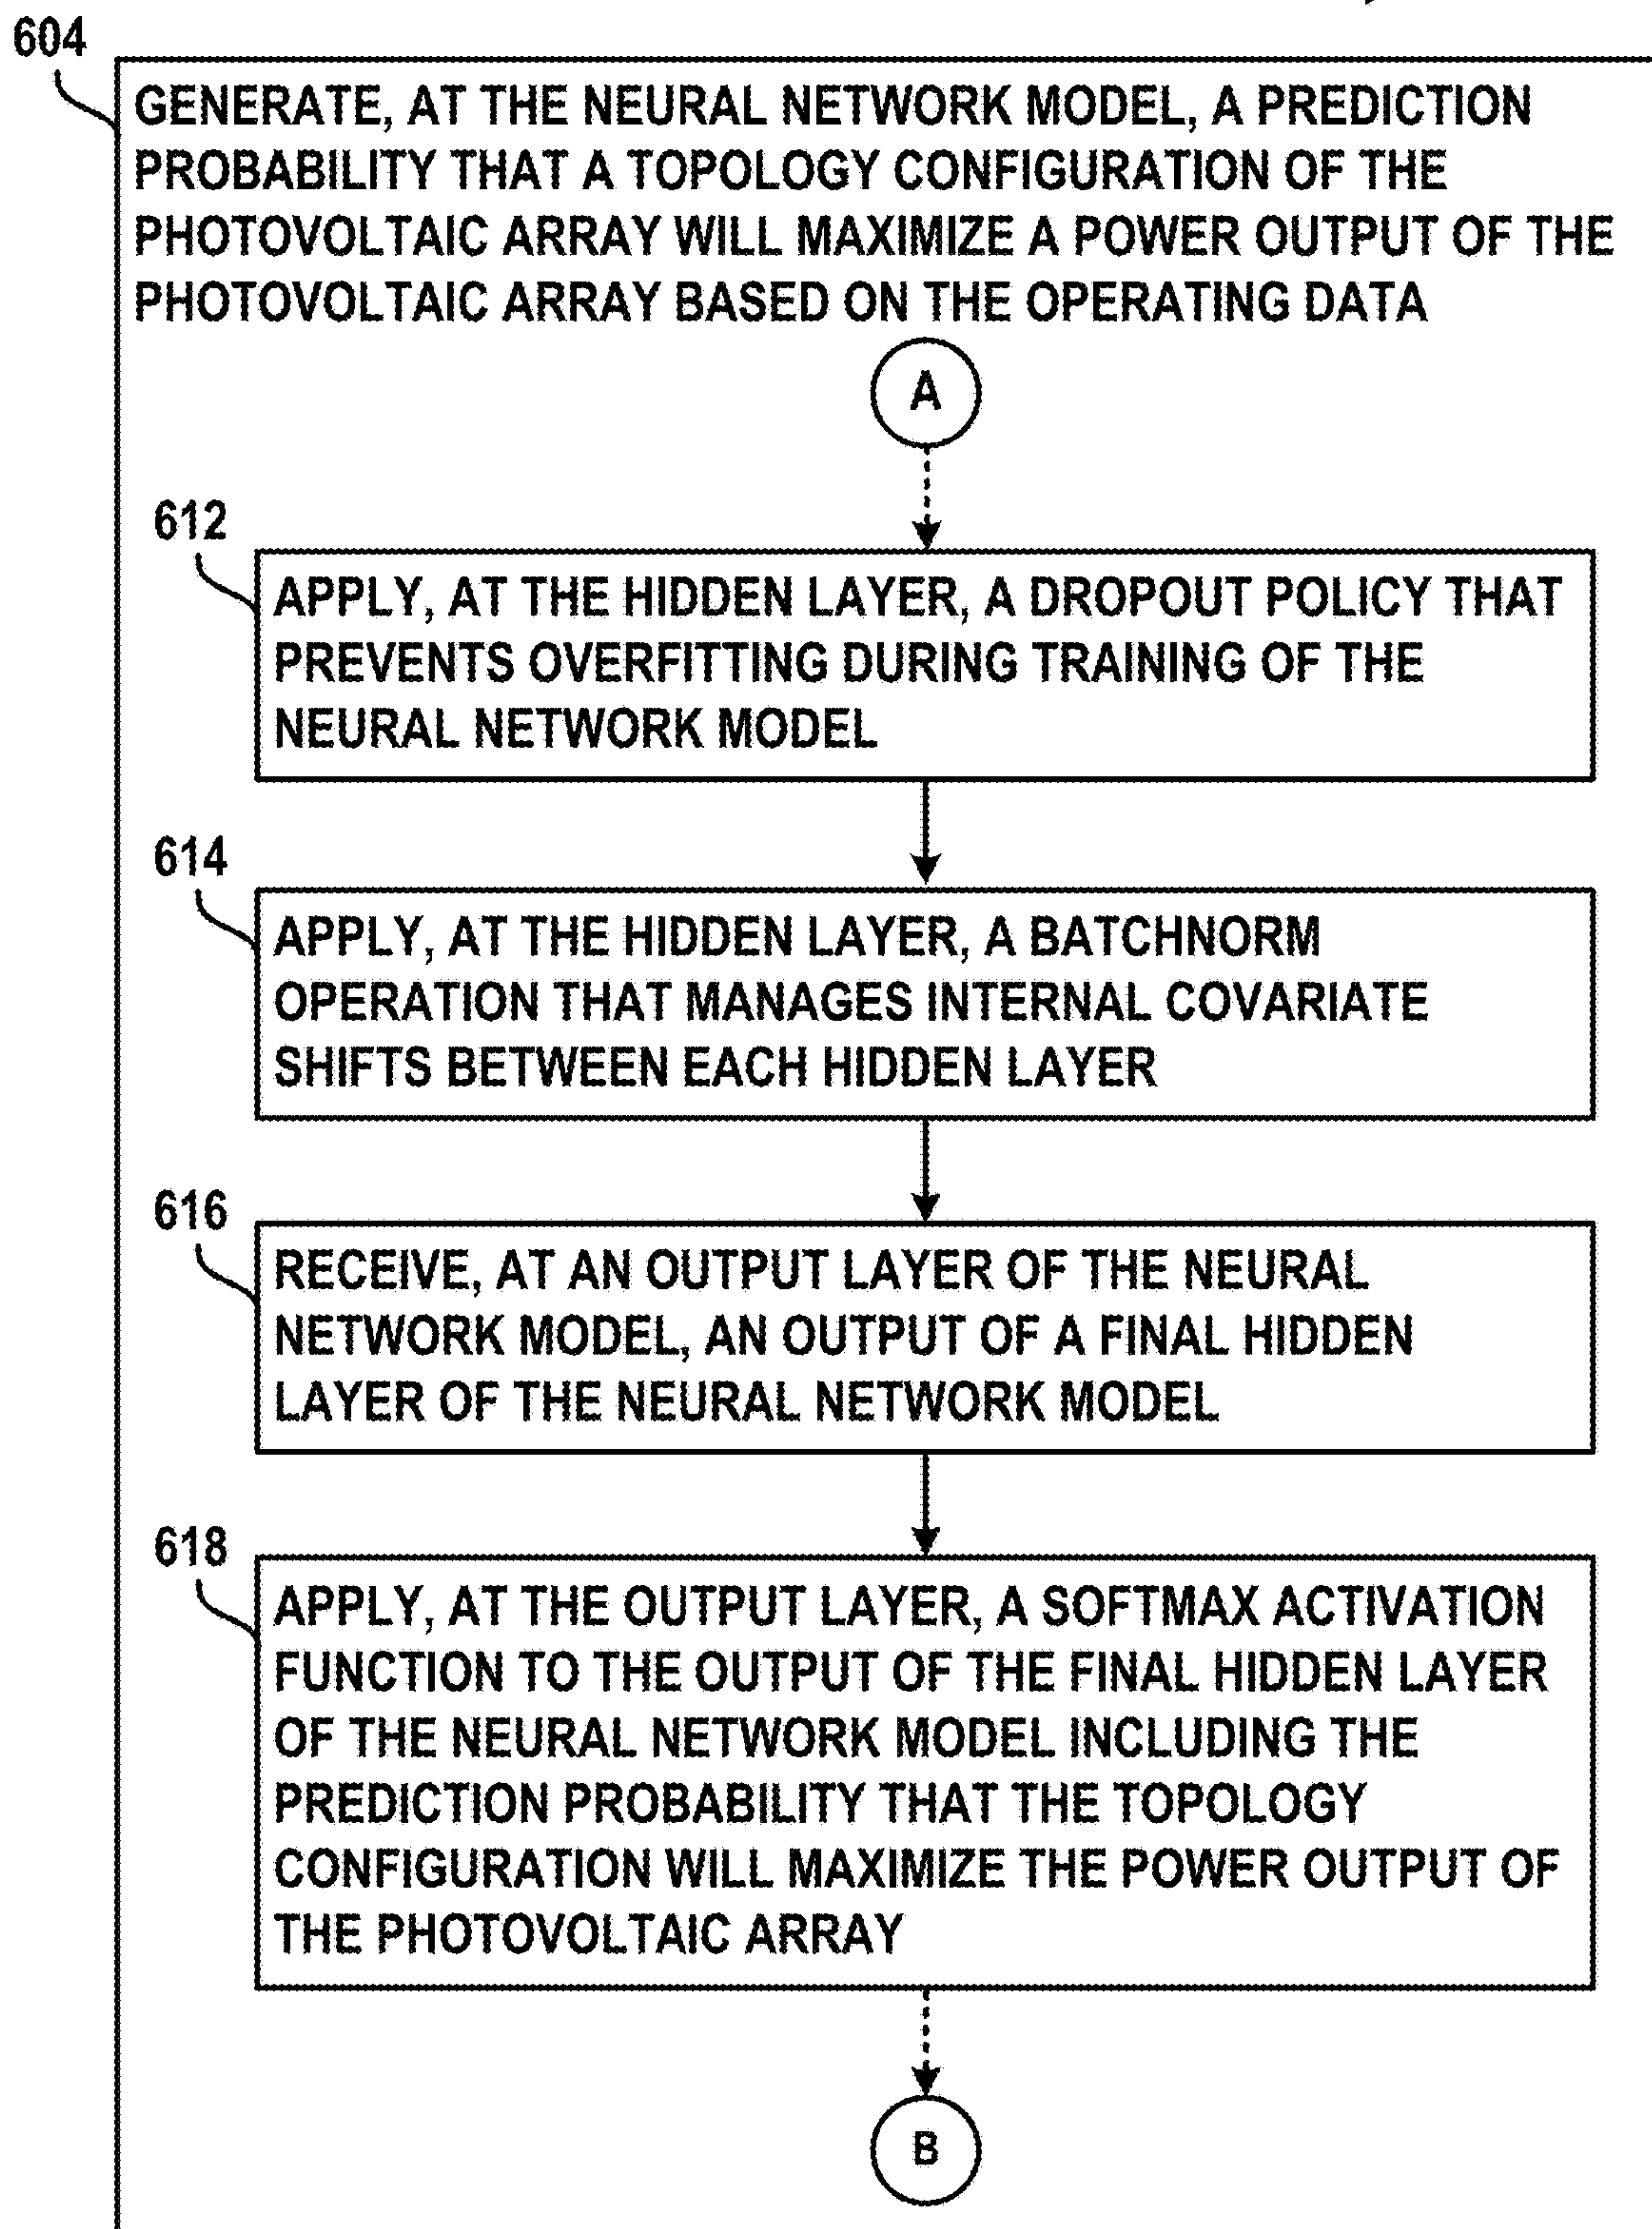 604
GENERATE, AT THE NEURAL NETWORK MODEL, A PREDICTION
PROBABILITY THAT A TOPOLOGY CONFIGURATION OF THE
PHOTOVOLTAIC ARRAY WILL MAXIMIZE A POWER OUTPUT OF THE
PHOTOVOLTAIC ARRAY BASED ON THE OPERATING DATA
A
612
APPLY, AT THE HIDDEN LAYER, A DROPOUT POLICY THAT
PREVENTS OVERFITTING DURING TRAINING OF THE
NEURAL NETWORK MODEL
614
APPLY, AT THE HIDDEN LAYER, A BATCHNORM
OPERATION THAT MANAGES INTERNAL COVARIATE
SHIFTS BETWEEN EACH HIDDEN LAYER
616
RECEIVE, AT AN OUTPUT LAYER OF THE NEURAL
NETWORK MODEL, AN OUTPUT OF A FINAL HIDDEN
LAYER OF THE NEURAL NETWORK MODEL
618
APPLY, AT THE OUTPUT LAYER, A SOFTMAX ACTIVATION
FUNCTION TO THE OUTPUT OF THE FINAL HIDDEN LAYER
OF THE NEURAL NETWORK MODEL INCLUDING THE
PREDICTION PROBABILITY THAT THE TOPOLOGY
CONFIGURATION WILL MAXIMIZE THE POWER OUTPUT OF
THE PHOTOVOLTAIC ARRAY
B